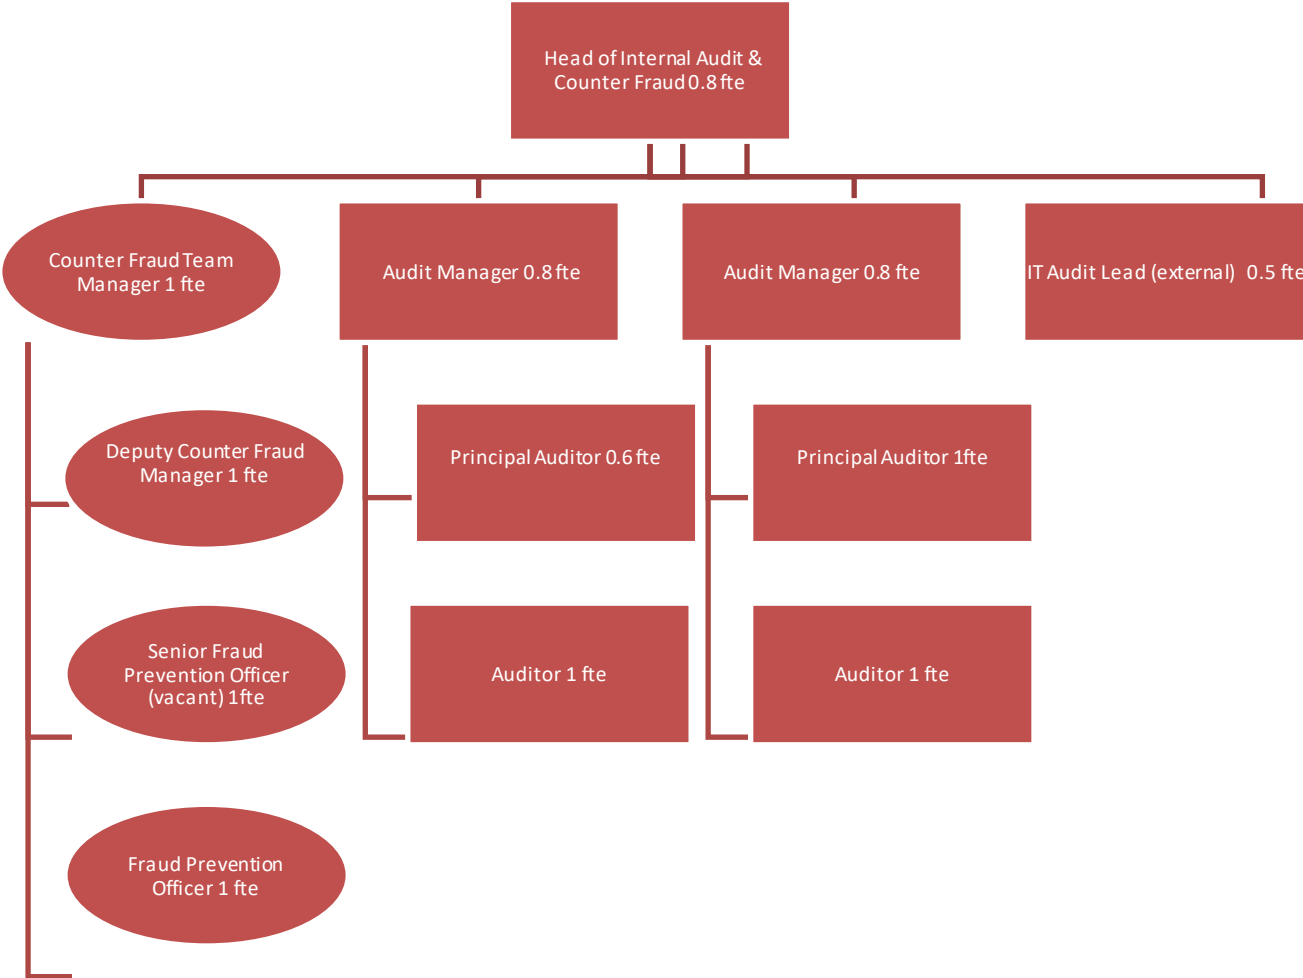 Head of Internal Audit &
Counter Fraud 0.8 fte
Counter Fraud Team
Manager 1 fte
Audit Manager 0.8 fte
Audit Manager 0.8 fte
IT Audit Lead (external) 0.5 fte
Deputy Counter Fraud
Manager 1 fte
Principal Auditor 0.6 fte
Principal Auditor 1fte
Senior Fraud
Prevention Officer
(vacant) 1fte
Auditor 1 fte
Auditor 1 fte
Fraud Prevention
Officer 1 fte